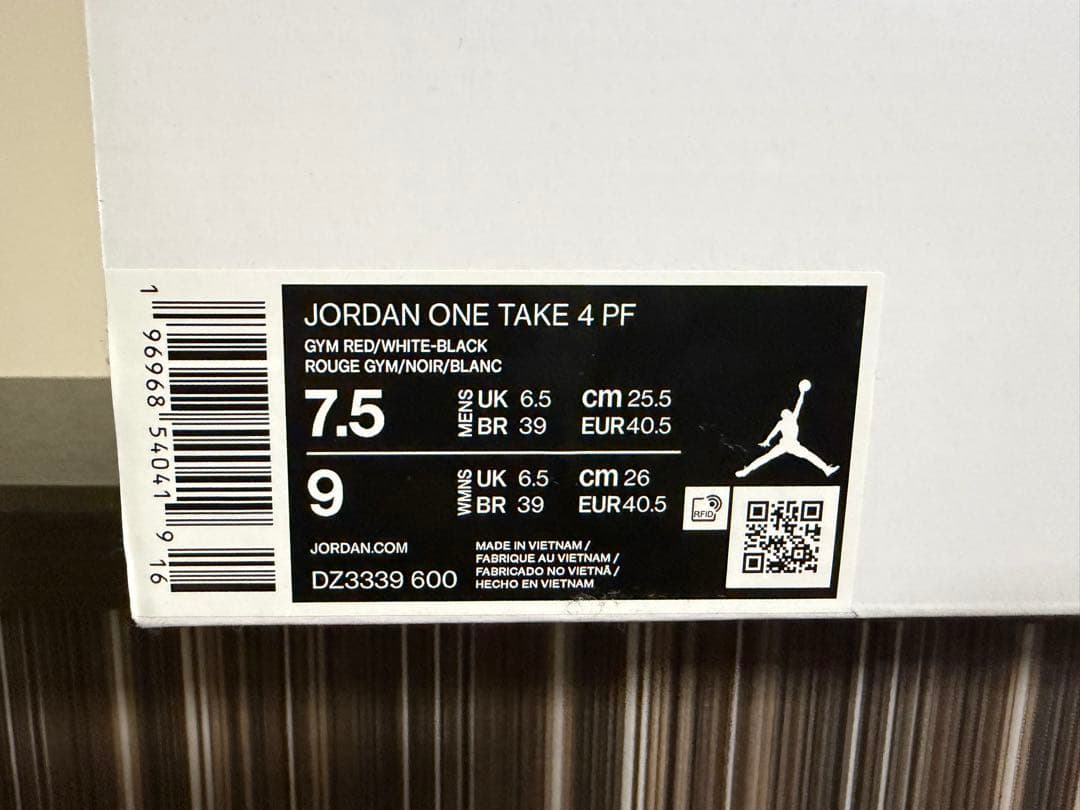 JORDAN ONE TAKE 4 PF
GYM RED/WHITE-BLACK
ROUGE GYM/NOIR/BLANC
7.5 MENS UK 6.5 cm 25.5
BR 39 EUR 40.5
9 WMNS UK 6.5 cm 26
BR 39 EUR 40.5
RFID
JORDAN.COM
DZ3339 600
MADE IN VIETNAM /
FABRIQUE AU VIETNAM /
FABRICADO NO VIETNÃ /
HECHO EN VIETNAM
1 96968 54041 9 16